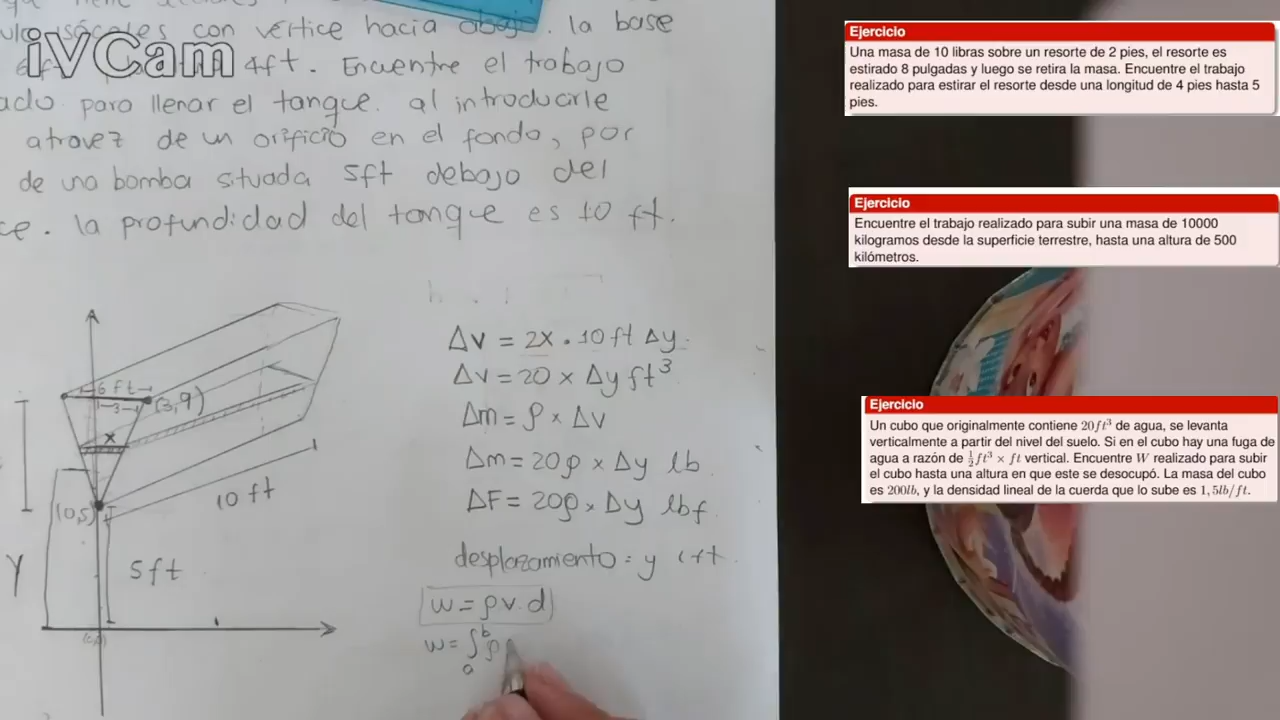 isósceles con vértice hacia abajo. la base
iVCam
4ft. Encuentre el trabajo
para llenar el tanque. al introducirle
atravez de un orificio en el fondo, por
de una bomba situada 5ft debajo del
la profundidad del tanque es 10 ft.
6 ft
3
(3,9)
x
10 ft
(0,5)
5ft
y
ΔV = 2x . 10 ft Δy
ΔV = 20 x Δy ft³
Δm = ρ x ΔV
Δm = 20ρ x Δy lb
ΔF = 20ρ x Δy lbf
desplazamiento = y ft
W = ρv.d
W = ∫ₐᵇ ρ
Ejercicio
Una masa de 10 libras sobre un resorte de 2 pies, el resorte es
estirado 8 pulgadas y luego se retira la masa. Encuentre el trabajo
realizado para estirar el resorte desde una longitud de 4 pies hasta 5
pies.
Ejercicio
Encuentre el trabajo realizado para subir una masa de 10000
kilogramos desde la superficie terrestre, hasta una altura de 500
kilómetros.
Ejercicio
Un cubo que originalmente contiene 20ft³ de agua, se levanta
verticalmente a partir del nivel del suelo. Si en el cubo hay una fuga de
agua a razón de ½ft³ × ft vertical. Encuentre W realizado para subir
el cubo hasta una altura en que este se desocupó. La masa del cubo
es 200lb, y la densidad lineal de la cuerda que lo sube es 1,5lb/ft.